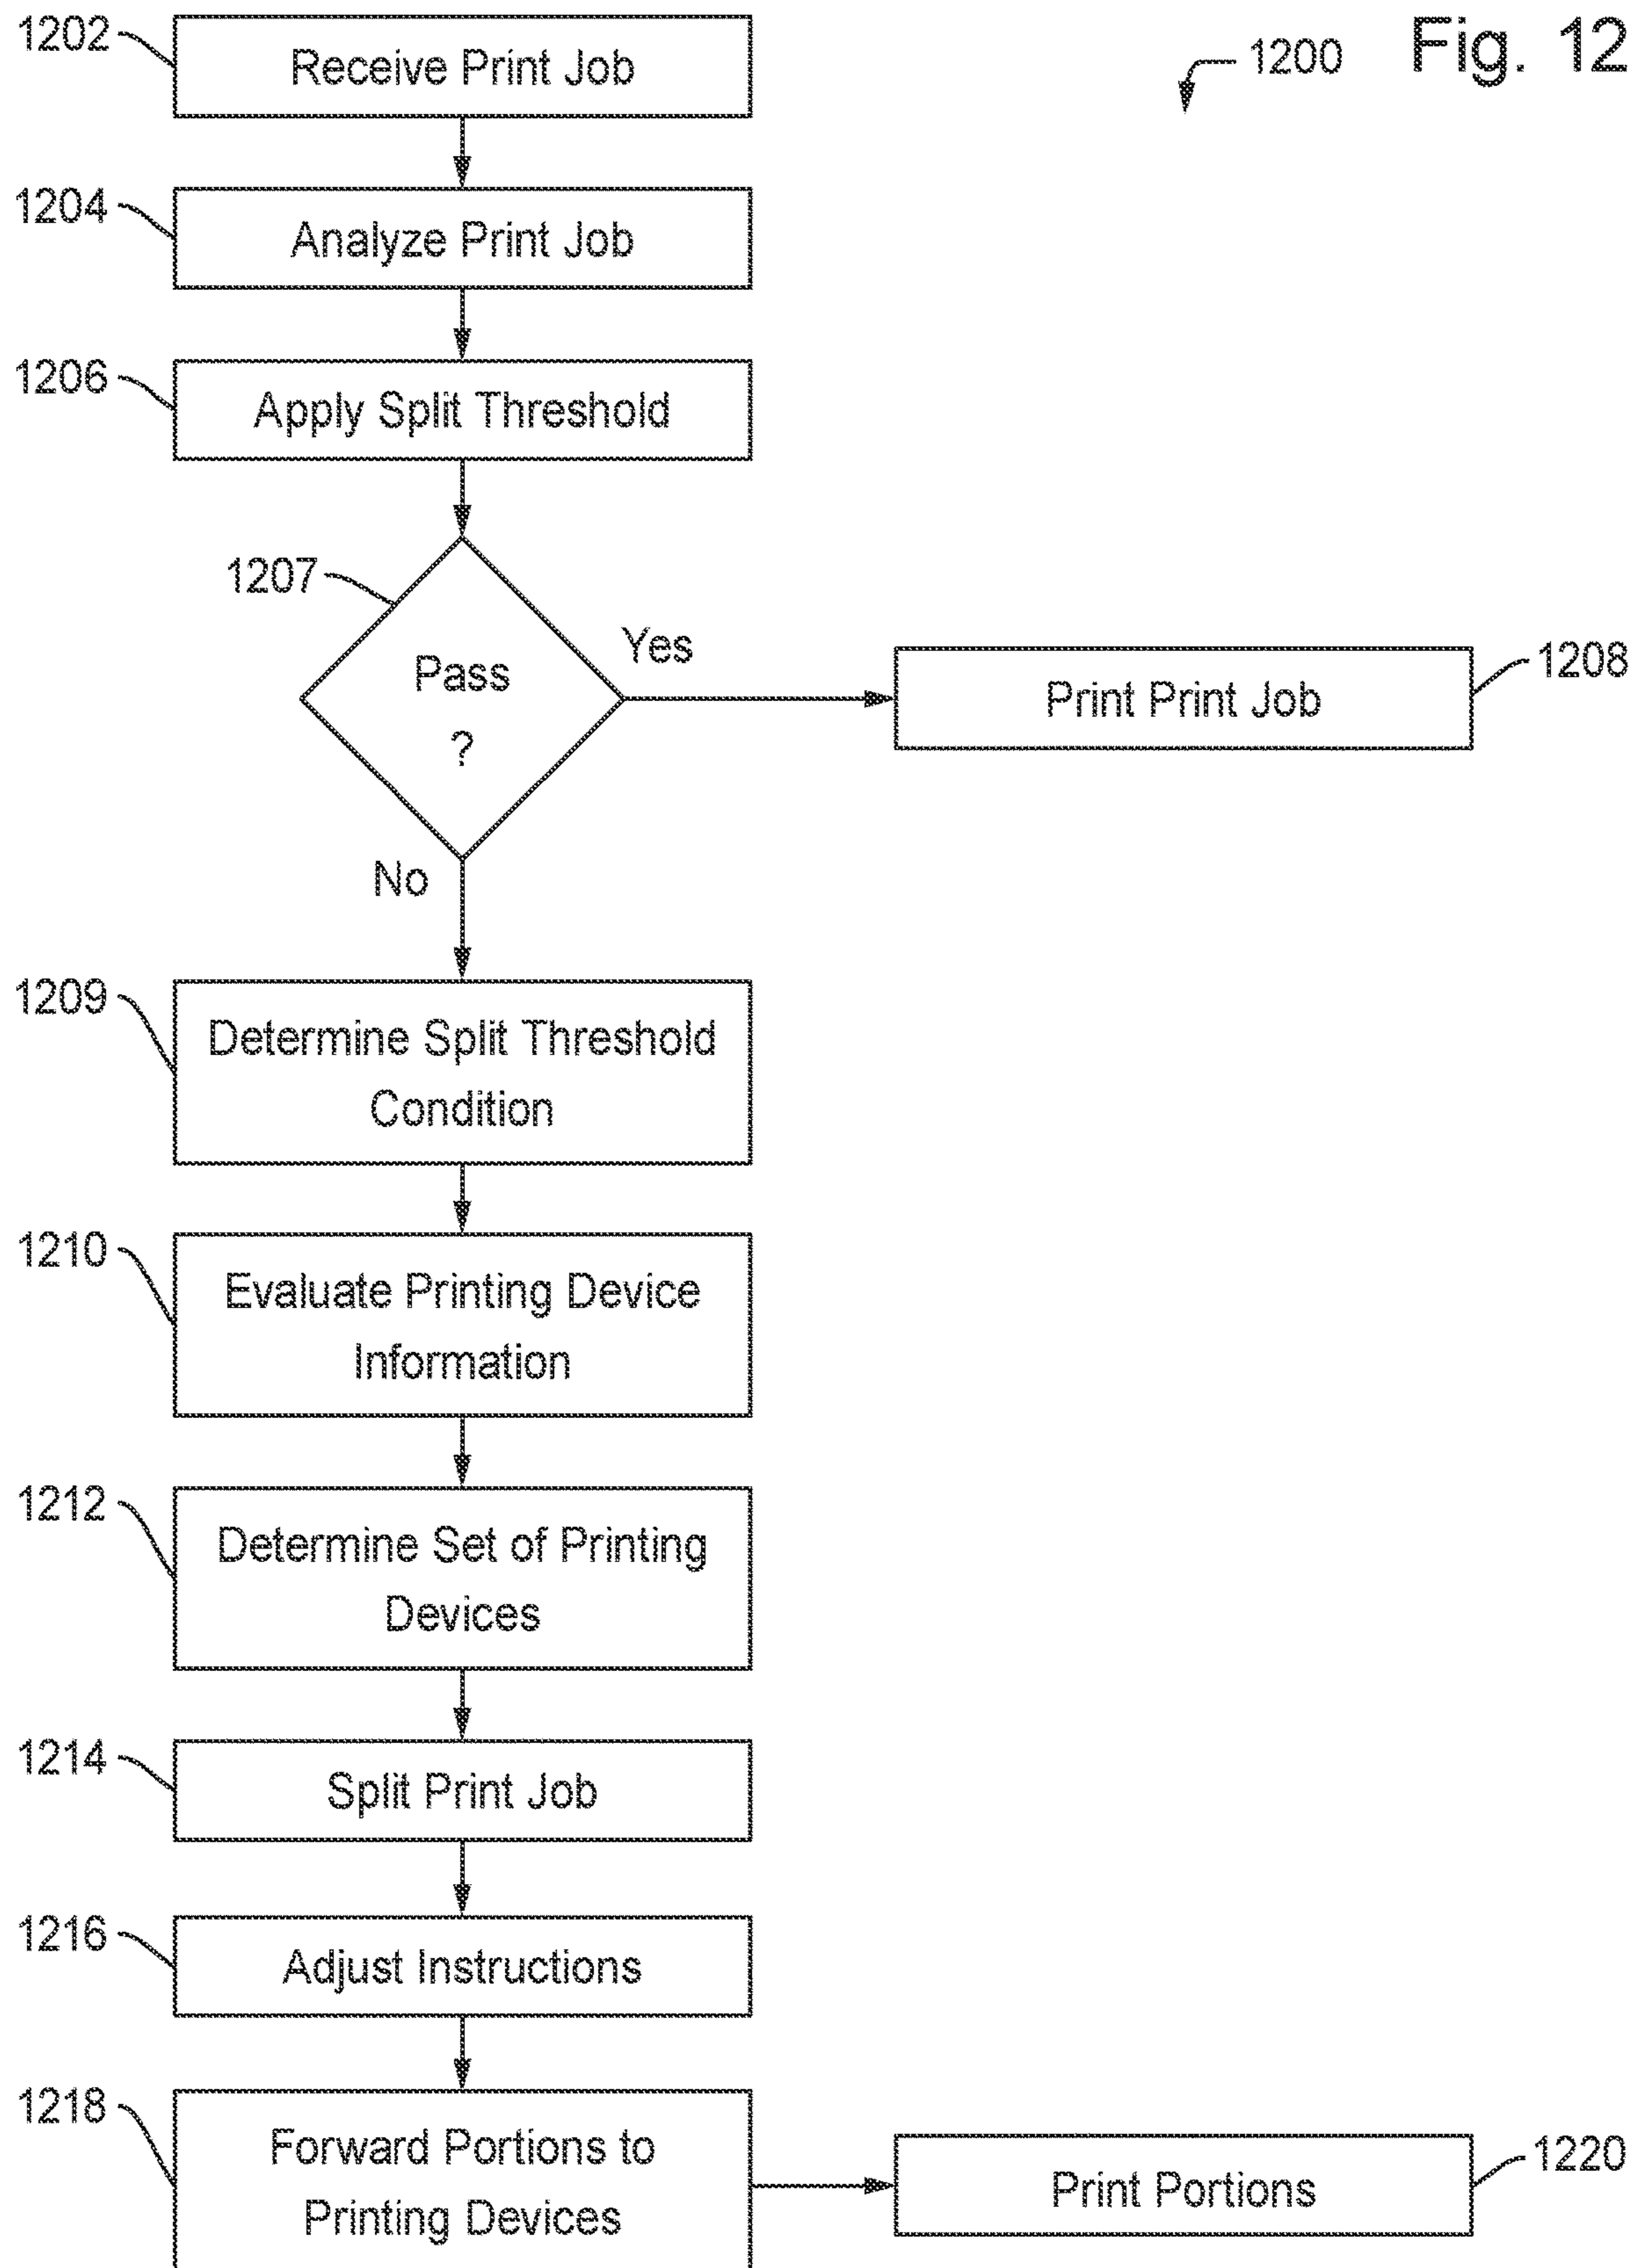 1200 Fig. 12
1202
Receive Print Job
1204
Analyze Print Job
1206
Apply Split Threshold
1207
Pass
?
Yes
Print Print Job
1208
No
1209
Determine Split Threshold
Condition
1210
Evaluate Printing Device
Information
1212
Determine Set of Printing
Devices
1214
Split Print Job
1216
Adjust Instructions
1218
Forward Portions to
Printing Devices
Print Portions
1220